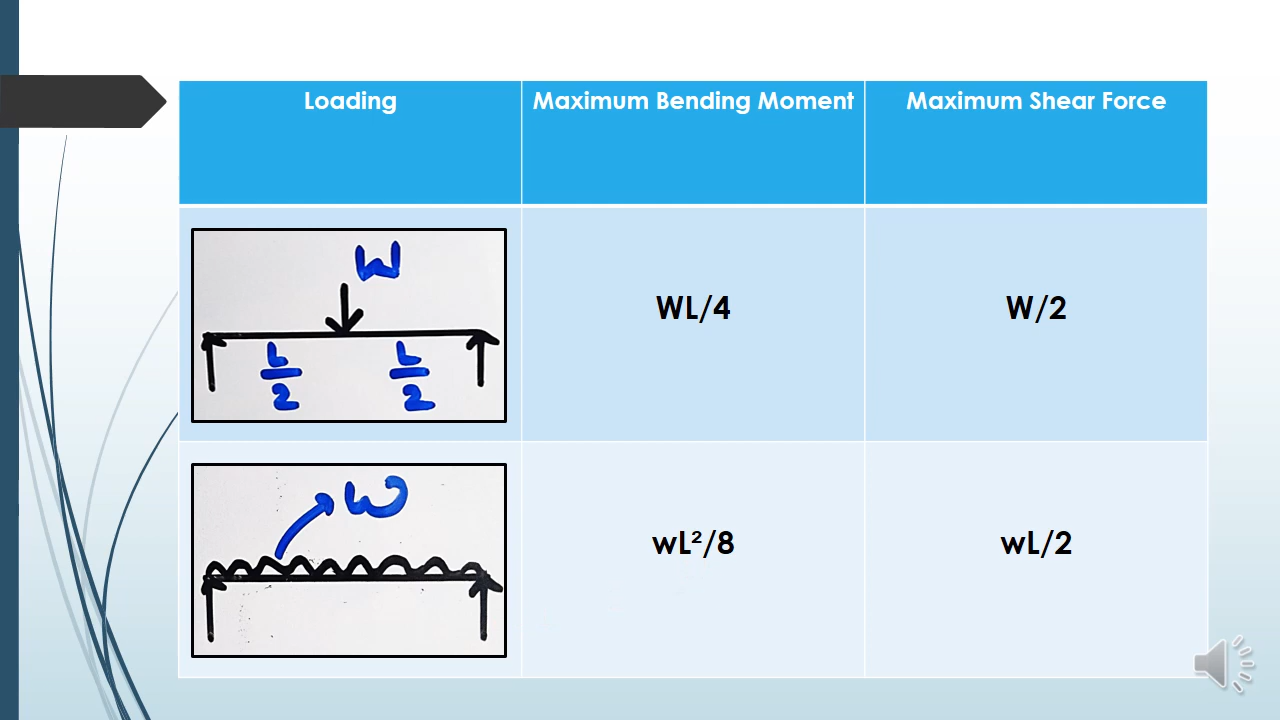 Loading
Maximum Bending Moment
Maximum Shear Force
W
L/2
L/2
WL/4
W/2
w
wL²/8
wL/2